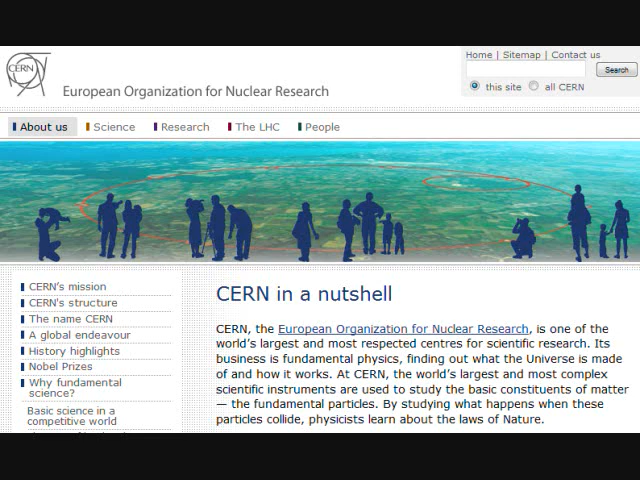 Home | Sitemap | Contact us
CERN
Search
this site all CERN
European Organization for Nuclear Research
About us Science Research The LHC People
CERN's mission
CERN's structure
The name CERN
A global endeavour
History highlights
Nobel Prizes
Why fundamental
science?
Basic science in a
competitive world
CERN in a nutshell
CERN, the European Organization for Nuclear Research, is one of the
world's largest and most respected centres for scientific research. Its
business is fundamental physics, finding out what the Universe is made
of and how it works. At CERN, the world's largest and most complex
scientific instruments are used to study the basic constituents of matter
— the fundamental particles. By studying what happens when these
particles collide, physicists learn about the laws of Nature.